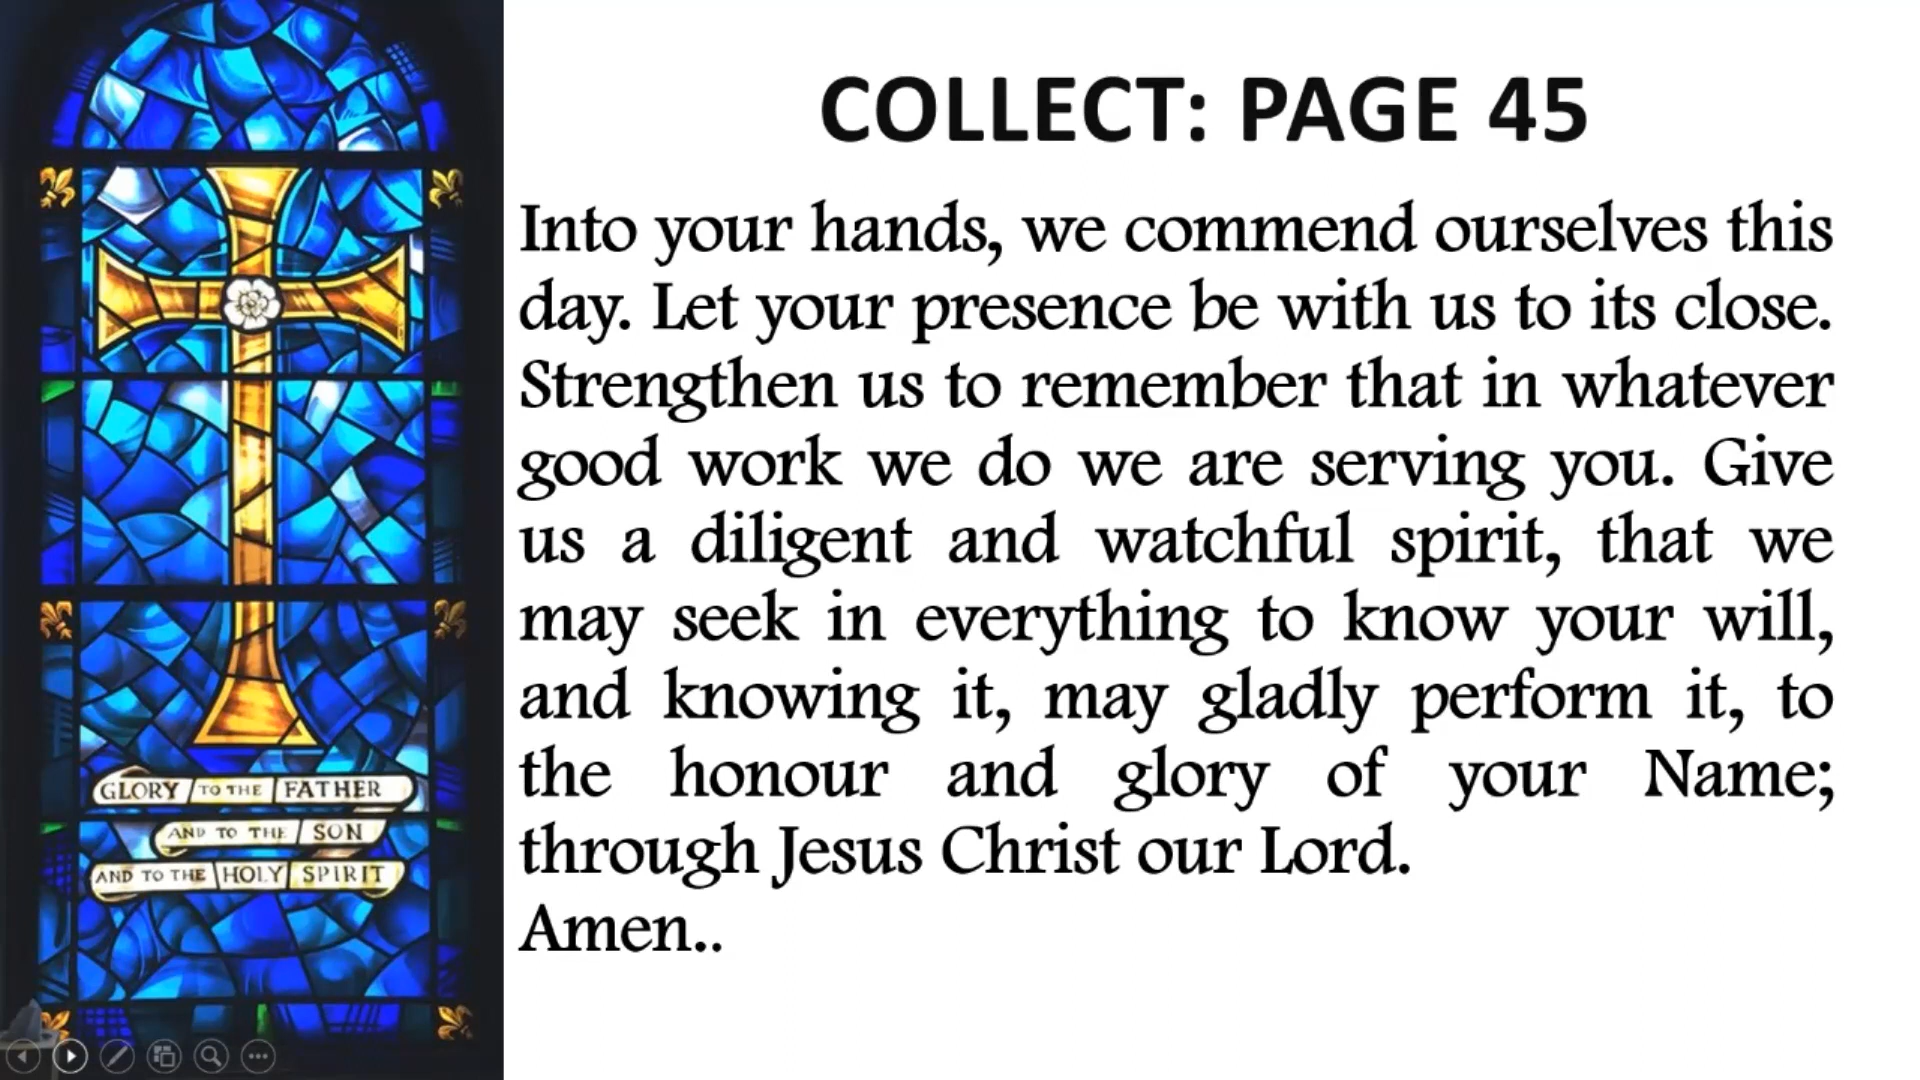 COLLECT: PAGE 45
Into your hands, we commend ourselves this
day. Let your presence be with us to its close.
Strengthen us to remember that in whatever
good work we do we are serving you. Give
us a diligent and watchful spirit, that we
may seek in everything to know your will,
and knowing it, may gladly perform it, to
the honour and glory of your Name;
through Jesus Christ our Lord.
Amen..
GLORY TO THE FATHER
AND TO THE SON
AND TO THE HOLY SPIRIT